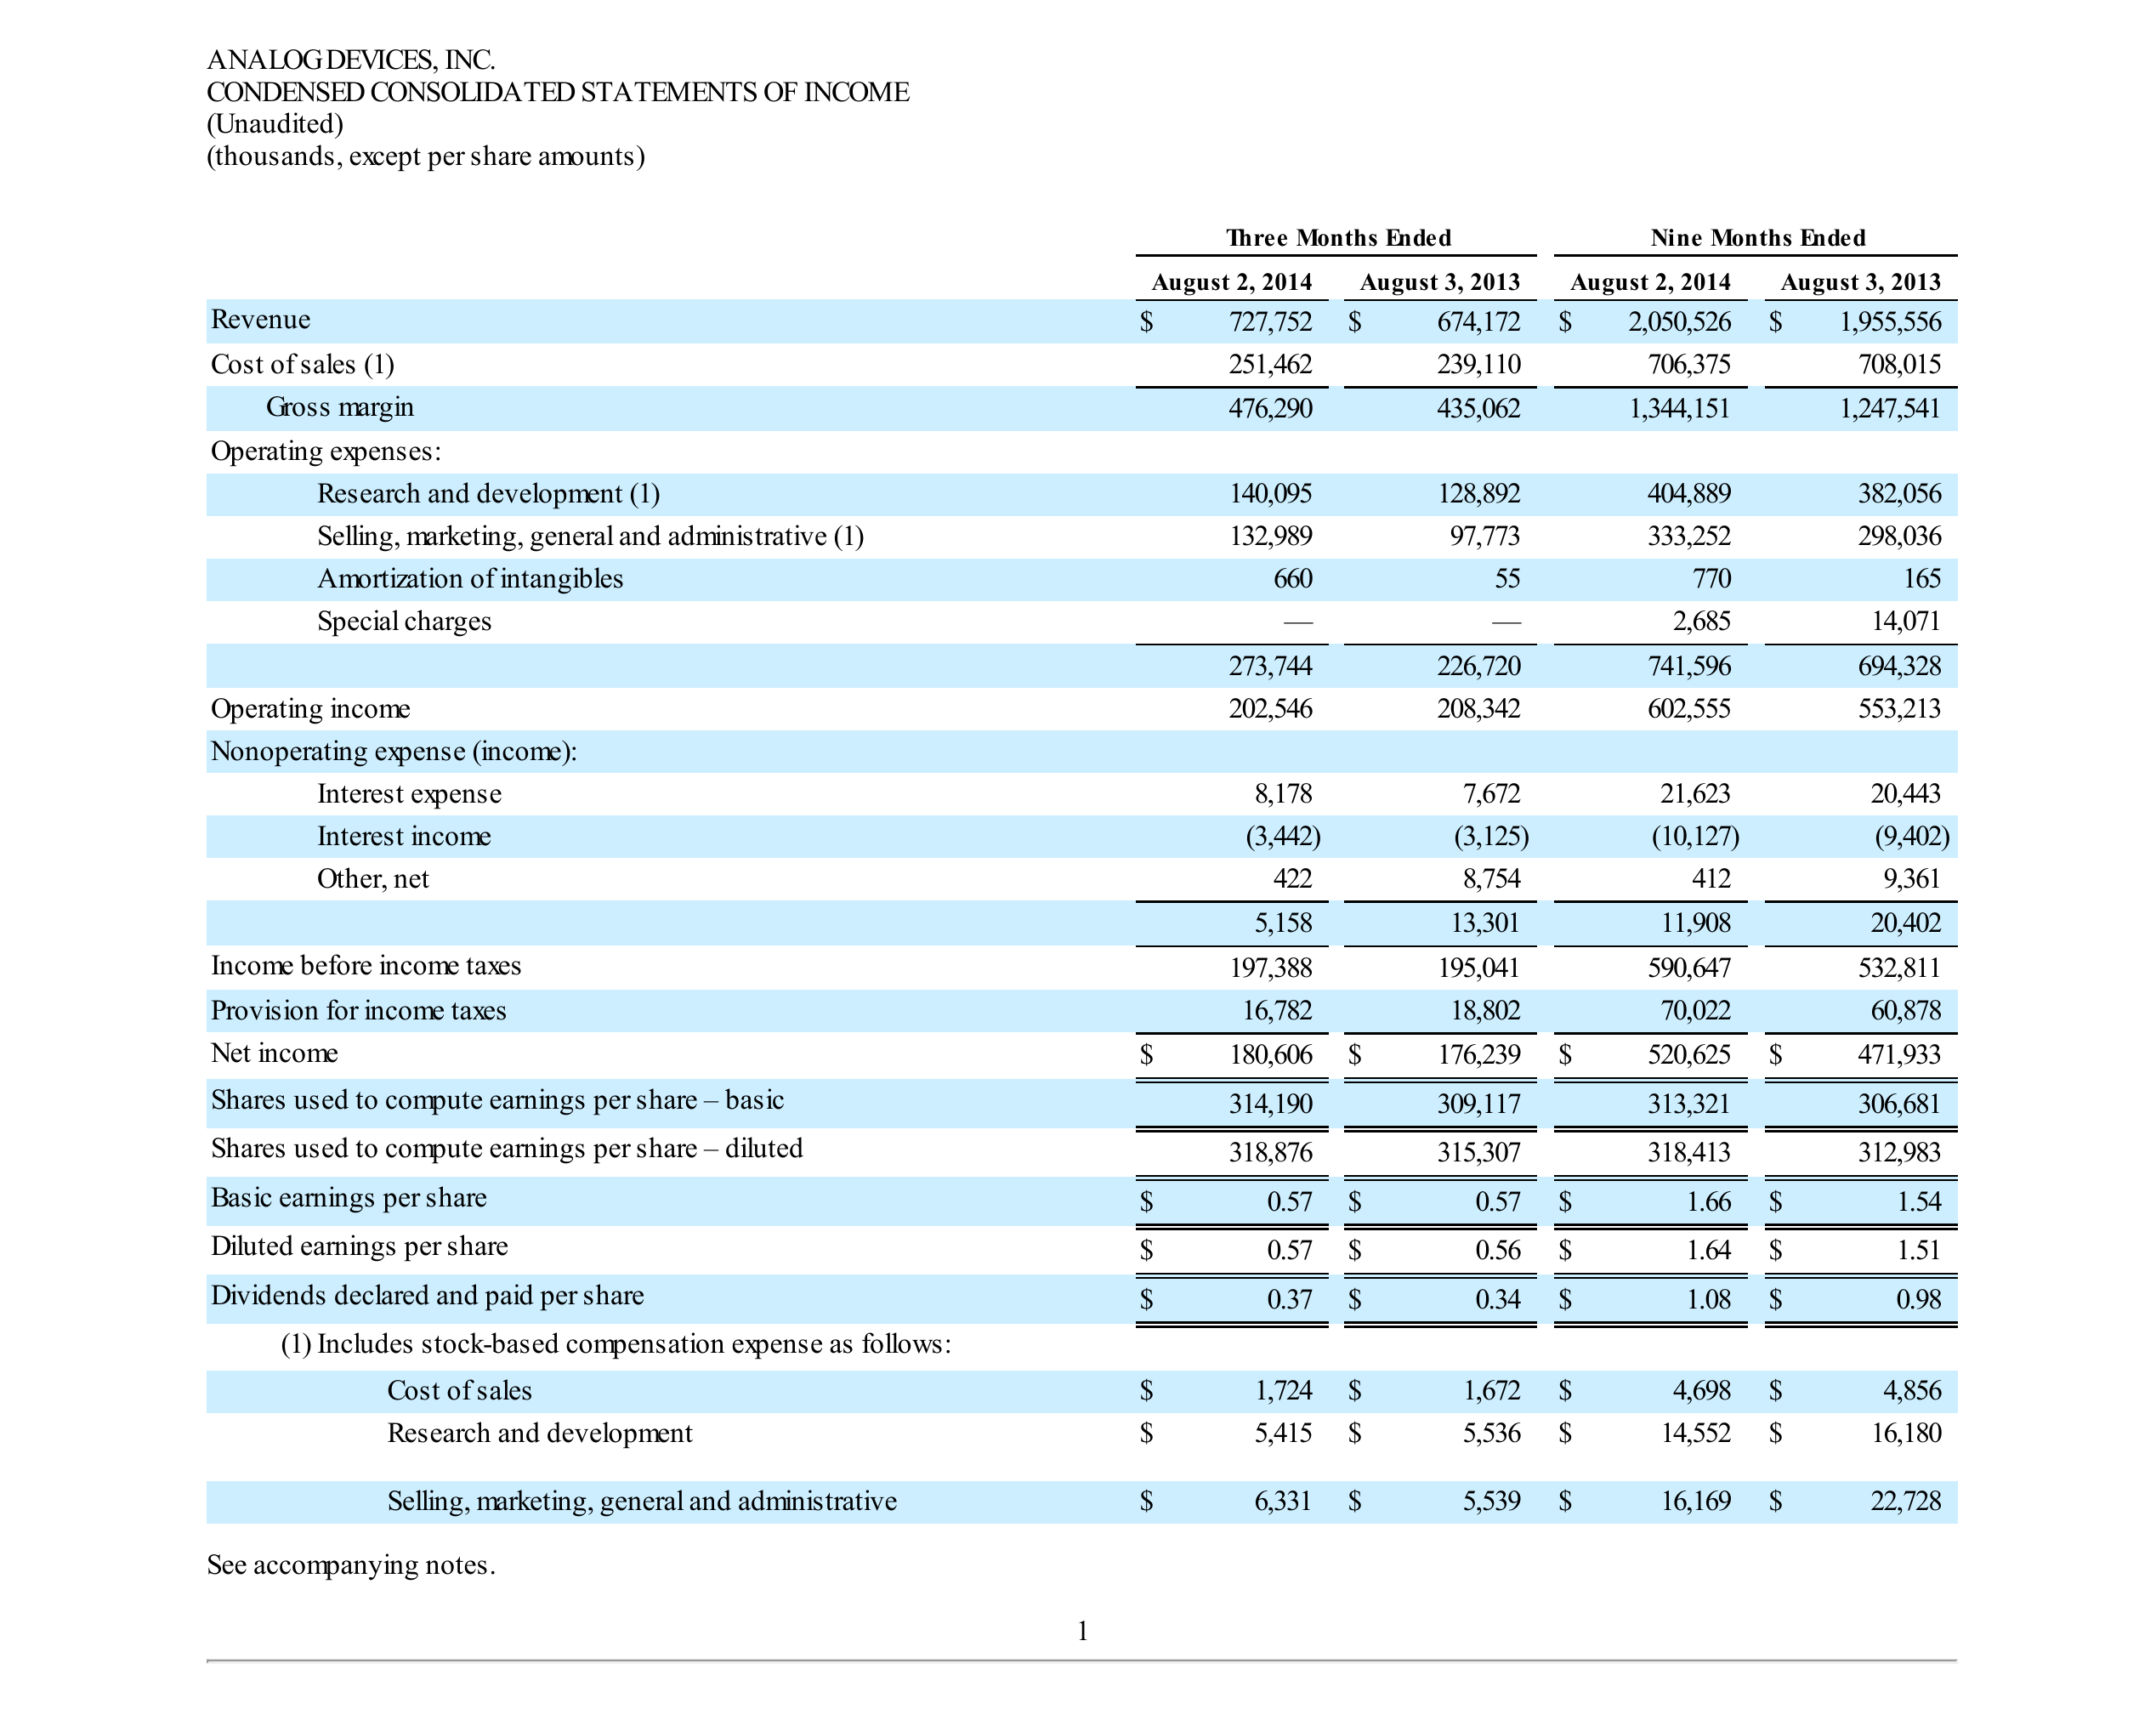 ANALOG DEVICES, INC.
CONDENSED CONSOLIDATED STATEMENTS OF INCOME
(Unaudited)
(thousands, except per share amounts)
Three Months Ended Nine Months Ended
August 2, 2014 August 3, 2013 August 2, 2014 August 3, 2013
Revenue $ 727,752 $ 674,172 $ 2,050,526 $ 1,955,556
Cost of sales (1) 251,462 239,110 706,375 708,015
Gross margin 476,290 435,062 1,344,151 1,247,541
Operating expenses:
Research and development (1) 140,095 128,892 404,889 382,056
Selling, marketing, general and administrative (1) 132,989 97,773 333,252 298,036
Amortization of intangibles 660 55 770 165
Special charges — — 2,685 14,071
273,744 226,720 741,596 694,328
Operating income 202,546 208,342 602,555 553,213
Nonoperating expense (income):
Interest expense 8,178 7,672 21,623 20,443
Interest income (3,442) (3,125) (10,127) (9,402)
Other, net 422 8,754 412 9,361
5,158 13,301 11,908 20,402
Income before income taxes 197,388 195,041 590,647 532,811
Provision for income taxes 16,782 18,802 70,022 60,878
Net income $ 180,606 $ 176,239 $ 520,625 $ 471,933
Shares used to compute earnings per share – basic 314,190 309,117 313,321 306,681
Shares used to compute earnings per share – diluted 318,876 315,307 318,413 312,983
Basic earnings per share $ 0.57 $ 0.57 $ 1.66 $ 1.54
Diluted earnings per share $ 0.57 $ 0.56 $ 1.64 $ 1.51
Dividends declared and paid per share $ 0.37 $ 0.34 $ 1.08 $ 0.98
(1) Includes stock-based compensation expense as follows:
Cost of sales $ 1,724 $ 1,672 $ 4,698 $ 4,856
Research and development $ 5,415 $ 5,536 $ 14,552 $ 16,180
Selling, marketing, general and administrative $ 6,331 $ 5,539 $ 16,169 $ 22,728
See accompanying notes.
1